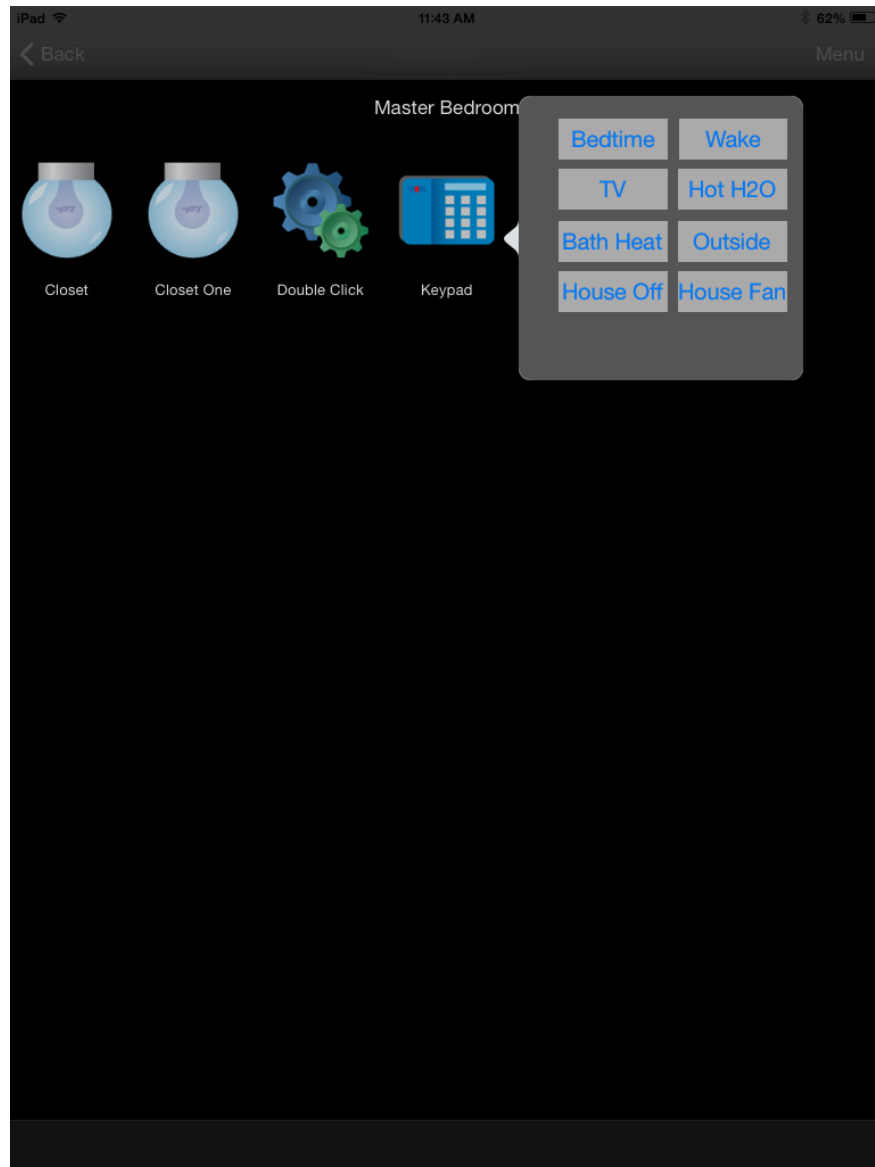 iPad 11:43 AM 62%
Back Menu
Master Bedroom
Bedtime Wake
TV Hot H2O
Bath Heat Outside
House Off House Fan
Closet Closet One Double Click Keypad